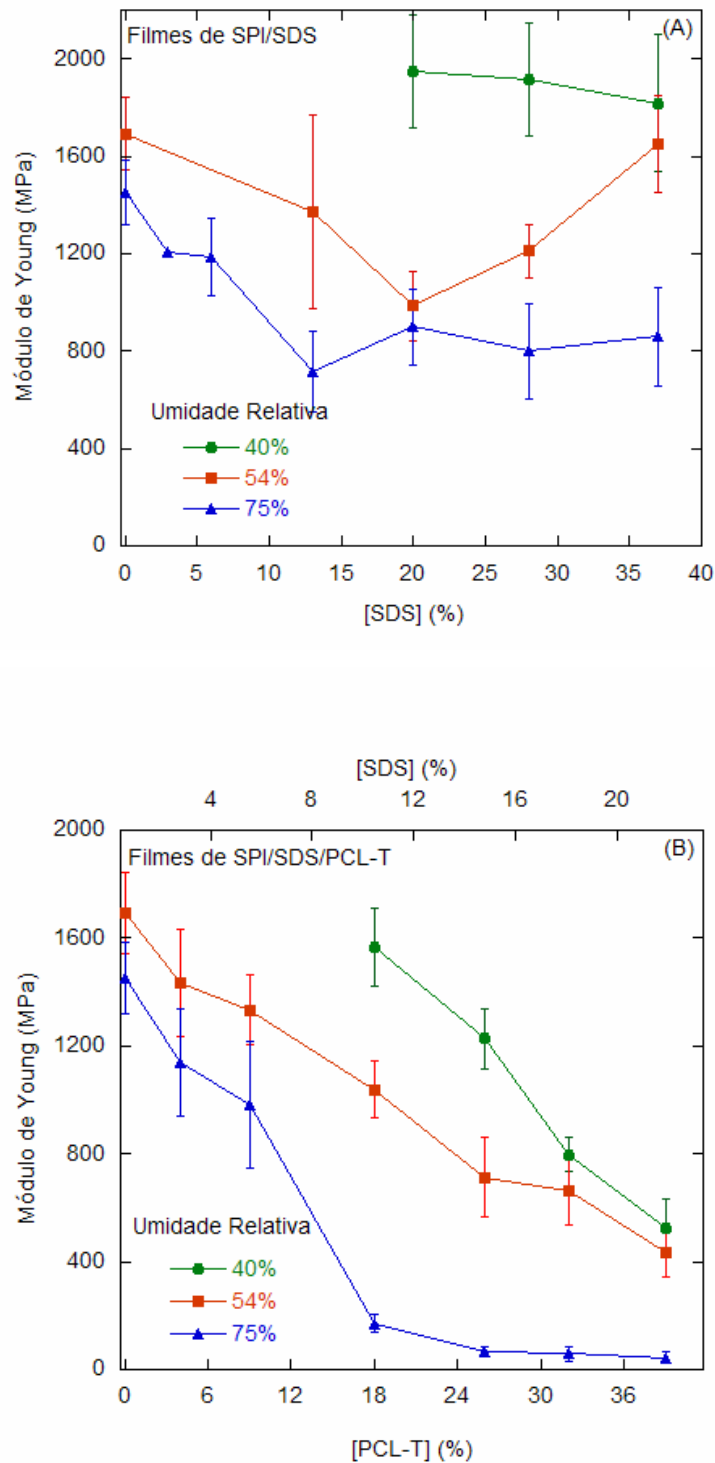 Filmes de SPI/SDS
(A)
2000
1600
1200
800
400
0
Módulo de Young (MPa)
Umidade Relativa
40%
54%
75%
0 5 10 15 20 25 30 35 40
[SDS] (%)
[SDS] (%)
4 8 12 16 20
Filmes de SPI/SDS/PCL-T
(B)
2000
1600
1200
800
400
0
Módulo de Young (MPa)
Umidade Relativa
40%
54%
75%
0 6 12 18 24 30 36
[PCL-T] (%)